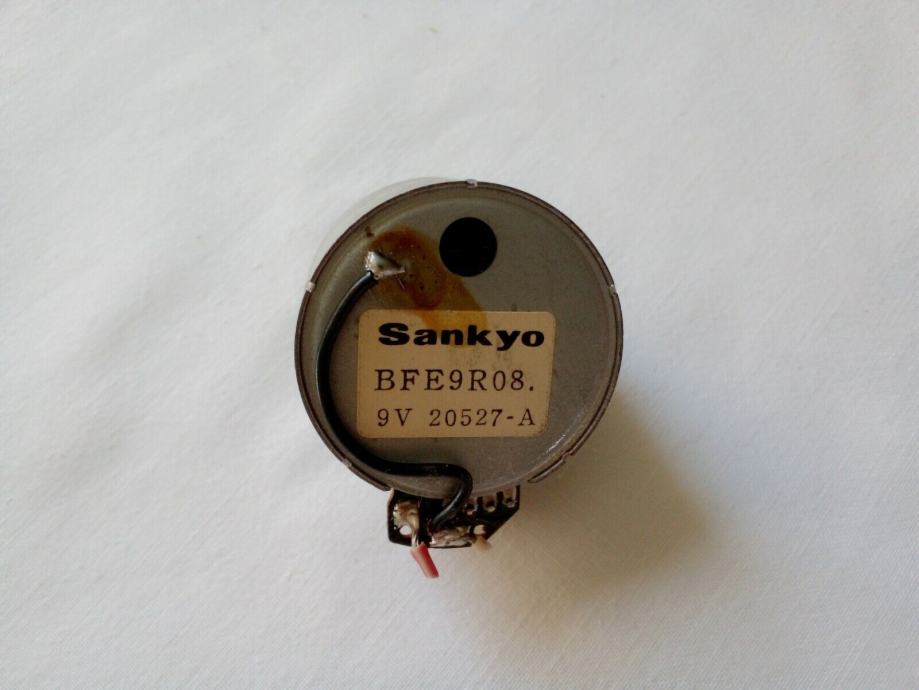 Sankyo
BFE9R08.
9V 20527-A